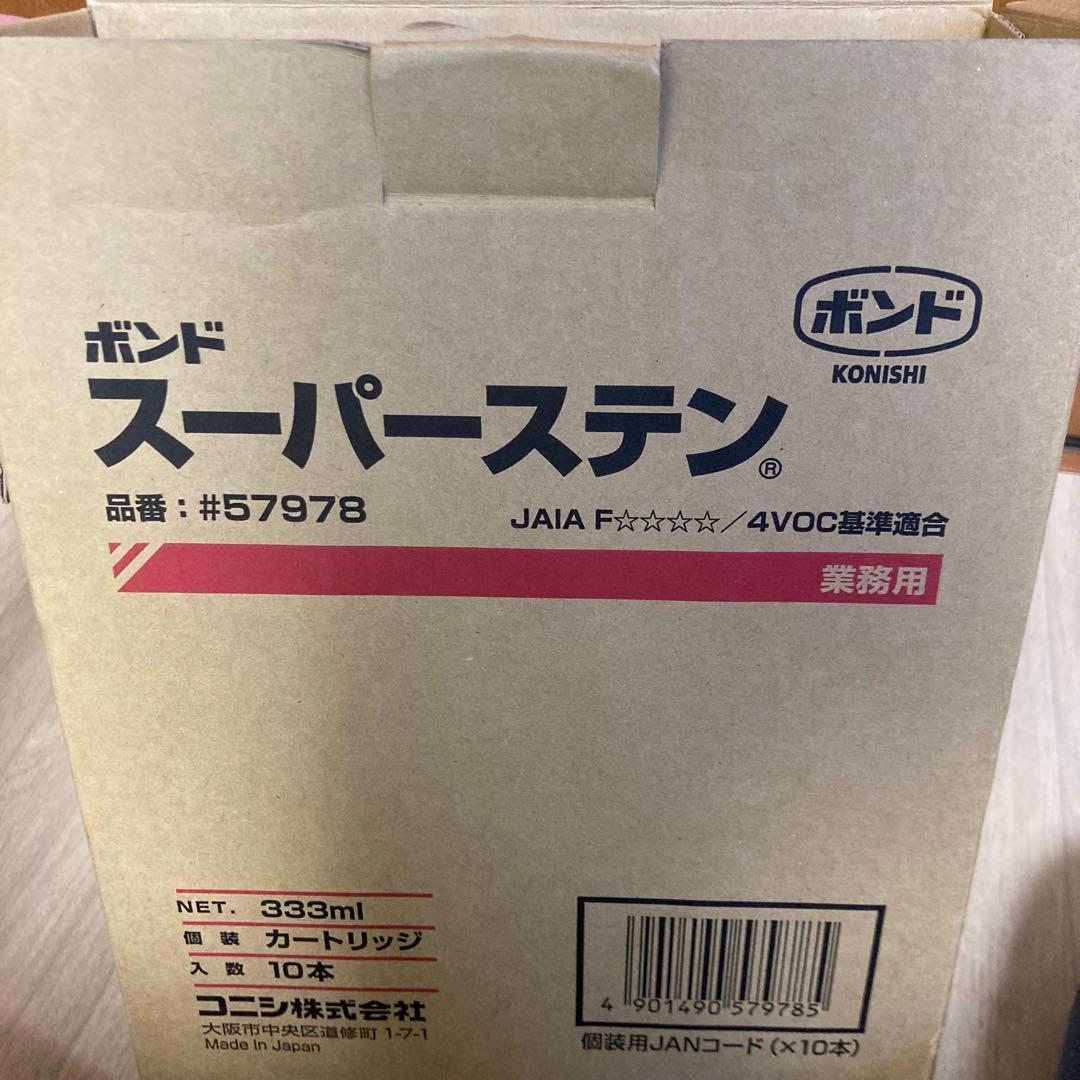 ボンド
KONISHI
ボンド
スーパーステン®
品番：#57978
JAIA F☆☆☆☆／4VOC基準適合
業務用
NET. 333ml
個装 カートリッジ
入数 10本
コニシ株式会社
大阪市中央区道修町 1-7-1
Made In Japan
4 901490 579785
個装用JANコード（×10本）